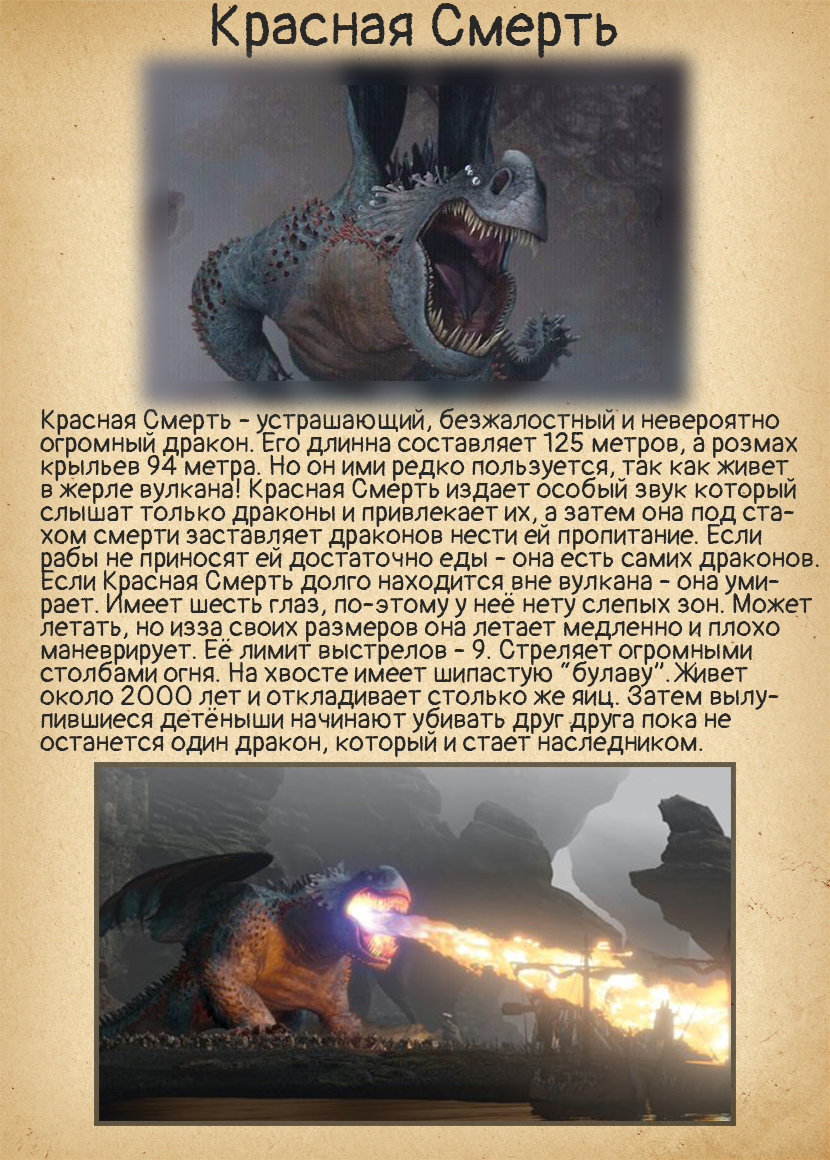 Красная Смерть
Красная Смерть - устрашающий, безжалостный и невероятно
огромный дракон. Его длинна составляет 125 метров, а розмах
крыльев 94 метра. Но он ими редко пользуется, так как живет
в жерле вулкана! Красная Смерть издает особый звук который
слышат только драконы и привлекает их, а затем она под ста-
хом смерти заставляет драконов нести ей пропитание. Если
рабы не приносят ей достаточно еды - она есть самих драконов.
Если Красная Смерть долго находится вне вулкана - она уми-
рает. Имеет шесть глаз, по-этому у неё нету слепых зон. Может
летать, но изза своих размеров она летает медленно и плохо
маневрирует. Её лимит выстрелов - 9. Стреляет огромными
столбами огня. На хвосте имеет шипастую "булаву". Живет
около 2000 лет и откладивает столько же яиц. Затем вылу-
пившиеся детёныши начинают убивать друг друга пока не
останется один дракон, который и стает наследником.